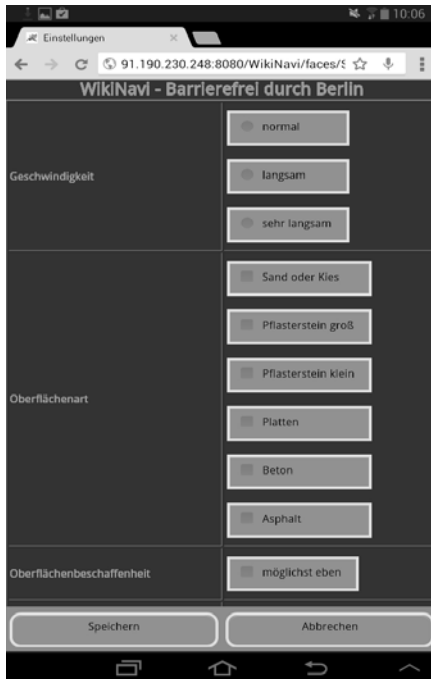 10:06
Einstellungen
91.190.230.248:8080/WikiNavi/faces/S
WikiNavi - Barrierefrei durch Berlin
Geschwindigkeit
normal
langsam
sehr langsam
Oberflächenart
Sand oder Kies
Pflasterstein groß
Pflasterstein klein
Platten
Beton
Asphalt
Oberflächenbeschaffenheit
möglichst eben
Speichern
Abbrechen